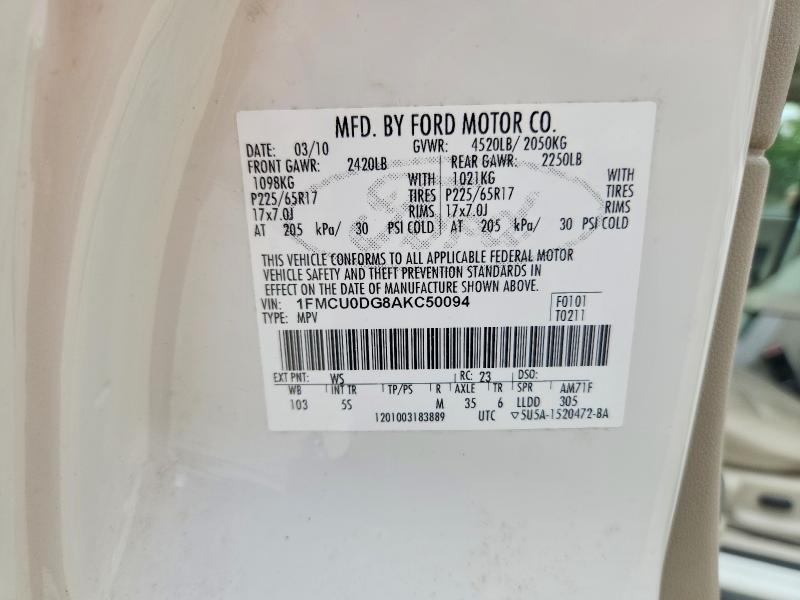 MFD. BY FORD MOTOR CO.
DATE: 03/10 GVWR: 4520LB/ 2050KG
FRONT GAWR: 2420LB REAR GAWR: 2250LB
1098KG WITH 1021KG WITH
P225/65R17 TIRES P225/65R17 TIRES
17x7.0J RIMS 17x7.0J RIMS
AT 205 kPa/ 30 PSI COLD AT 205 kPa/ 30 PSI COLD
THIS VEHICLE CONFORMS TO ALL APPLICABLE FEDERAL MOTOR
VEHICLE SAFETY AND THEFT PREVENTION STANDARDS IN
EFFECT ON THE DATE OF MANUFACTURE SHOWN ABOVE.
VIN: 1FMCU0DG8AKC50094 F0101
TYPE: MPV T0211
EXT PNT: WS RC: 23 DSO:
WB INT TR TP/PS R AXLE TR SPR AM71F
103 5S M 35 6 LLDD 305
1201003183889 UTC ▽5U5A-1520472-BA